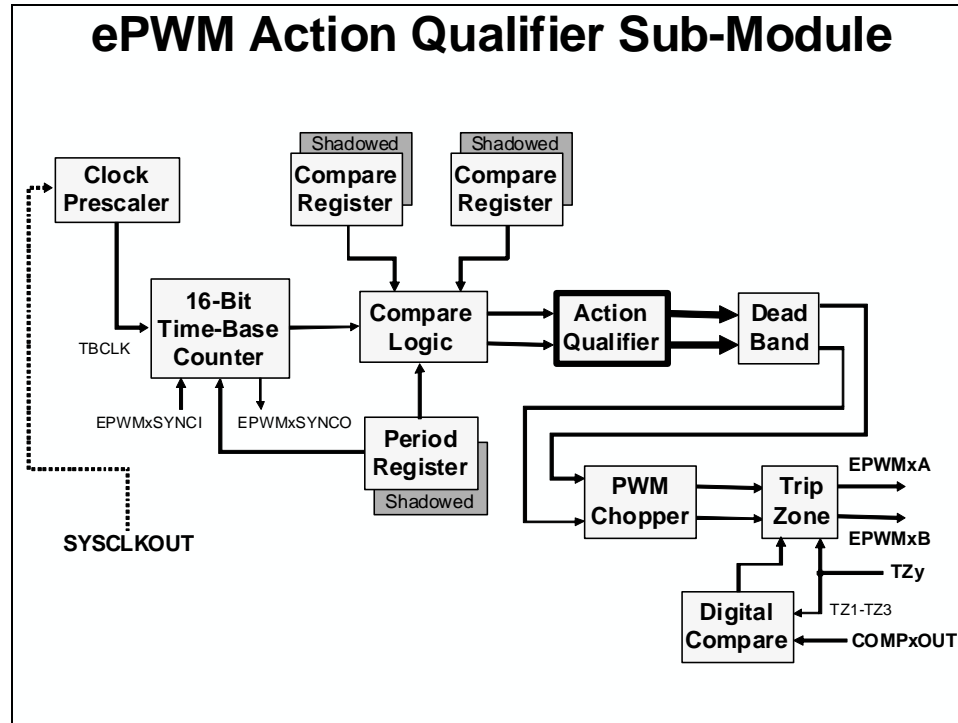 ePWM Action Qualifier Sub-Module
Shadowed
Compare
Register
Shadowed
Compare
Register
Clock
Prescaler
16-Bit
Time-Base
Counter
Compare
Logic
Action
Qualifier
Dead
Band
TBCLK
EPWMxSYNCI
EPWMxSYNCO
Period
Register
Shadowed
PWM
Chopper
Trip
Zone
EPWMxA
EPWMxB
SYSCLKOUT
TZy
TZ1-TZ3
Digital
Compare
COMPxOUT